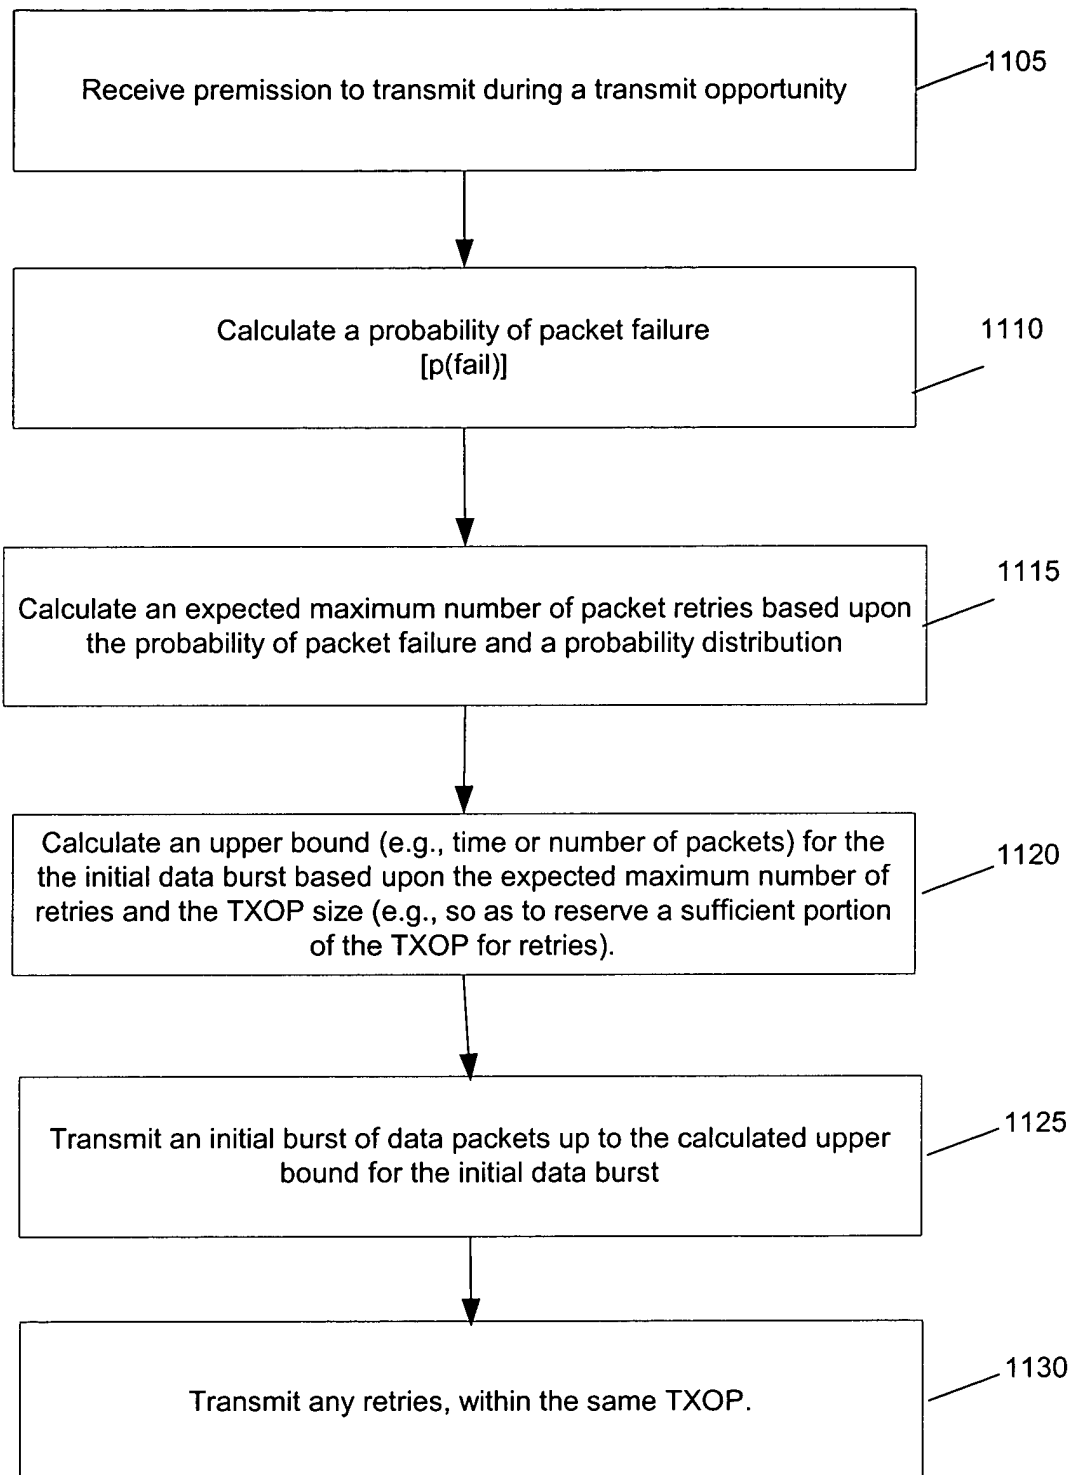 Receive premission to transmit during a transmit opportunity
1105
Calculate a probability of packet failure
[p(fail)]
1110
Calculate an expected maximum number of packet retries based upon
the probability of packet failure and a probability distribution
1115
Calculate an upper bound (e.g., time or number of packets) for the
the initial data burst based upon the expected maximum number of
retries and the TXOP size (e.g., so as to reserve a sufficient portion
of the TXOP for retries).
1120
Transmit an initial burst of data packets up to the calculated upper
bound for the initial data burst
1125
Transmit any retries, within the same TXOP.
1130